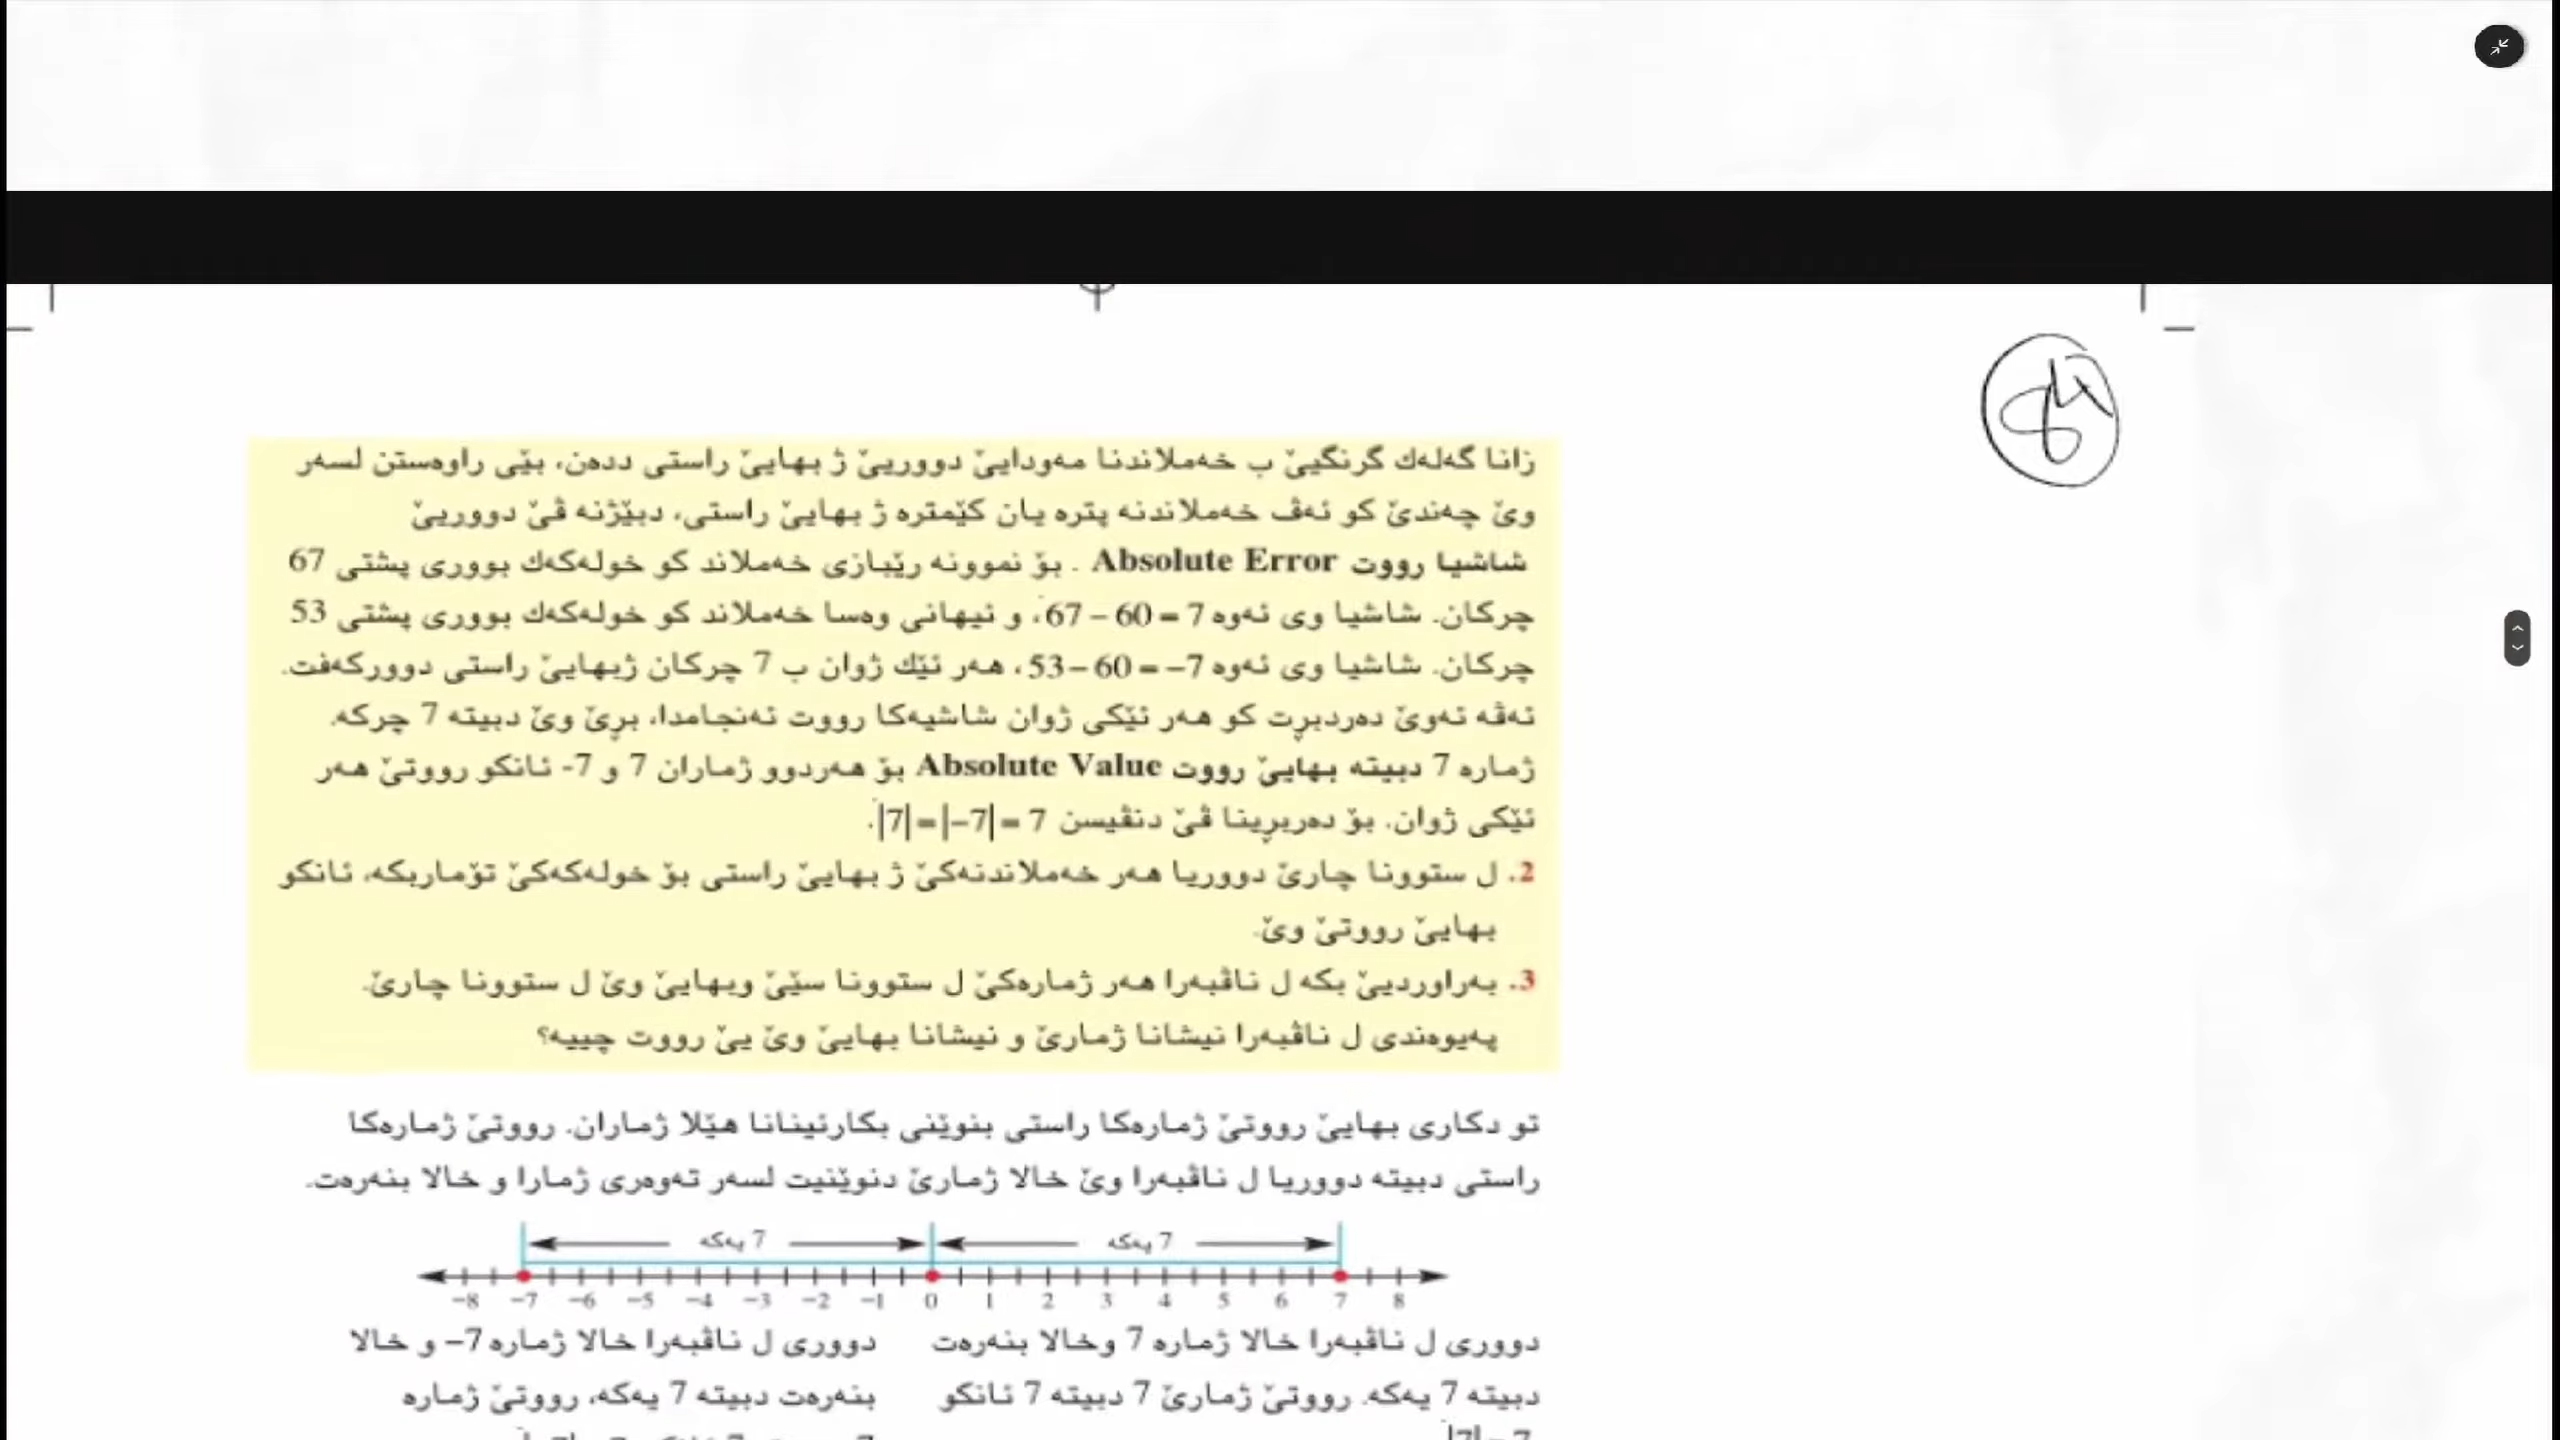 زانا گەلەك گرنگیێ ب خەملاندنا مەودایێ دووریێ ژ بهایێ راستی ددەن، بێی راوەستن لسەر
وێ چەندێ کو ئەڤ خەملاندنە پترە یان کێمترە ژ بهایێ راستی، دبێژنە ڤێ دووریێ
شاشیا رووت Absolute Error . بۆ نموونە رێبازی خەملاند کو خولەکەك بووری پشتی 67
چرکان. شاشیا وی ئەوە 67 – 60 = 7، و نیهانی وەسا خەملاند کو خولەکەك بووری پشتی 53
چرکان. شاشیا وی ئەوە 53 – 60 = –7، هەر ئێك ژوان ب 7 چرکان ژبهایێ راستی دوورکەفت.
ئەڤە ئەوێ دەردبڕت کو هەر ئێکی ژوان شاشیەکا رووت ئەنجامدا، بڕێ وێ دبیتە 7 چرکە.
ژمارە 7 دبیتە بهایێ رووت Absolute Value بۆ هەردوو ژماران 7 و 7- ئانکو رووتێ هەر
ئێکی ژوان. بۆ دەربڕینا ڤێ دنڤیسن |7| = |–7| = 7.
2. ل ستوونا چارێ دووریا هەر خەملاندنەکێ ژ بهایێ راستی بۆ خولەکەکێ تۆماربکە، ئانکو
بهایێ رووتێ وێ.
3. بەراوردیێ بکە ل ناڤبەرا هەر ژمارەکێ ل ستوونا سێیێ وبهایێ وێ ل ستوونا چارێ.
پەیوەندی ل ناڤبەرا نیشانا ژمارێ و نیشانا بهایێ وێ یێ رووت چییە؟
تو دکاری بهایێ رووتێ ژمارەکا راستی بنوێنی بکارئینانا هێلا ژماران. رووتێ ژمارەکا
راستی دبیتە دووریا ل ناڤبەرا وێ خالا ژمارێ دنوێنیت لسەر تەوەری ژمارا و خالا بنەرەت.
7 یەکە 7 یەکە
–8 –7 –6 –5 –4 –3 –2 –1 0 1 2 3 4 5 6 7 8
دووری ل ناڤبەرا خالا ژمارە 7 وخالا بنەرەت
دبیتە 7 یەکە. رووتێ ژمارێ 7 دبیتە 7 ئانکو
|7| = 7
دووری ل ناڤبەرا خالا ژمارە 7– و خالا
بنەرەت دبیتە 7 یەکە، رووتێ ژمارە